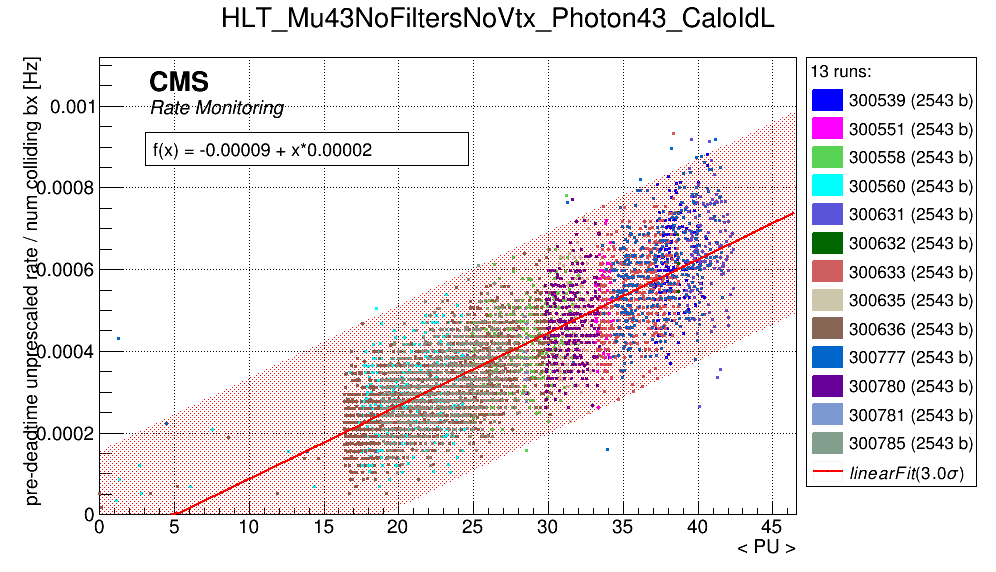 HLT_Mu43NoFiltersNoVtx_Photon43_CaloIdL
pre-deadtime unprescaled rate / num colliding bx [Hz]
CMS
Rate Monitoring
f(x) = -0.00009 + x*0.00002
0.001
0.0008
0.0006
0.0004
0.0002
0
0 5 10 15 20 25 30 35 40 45
< PU >
13 runs:
300539 (2543 b)
300551 (2543 b)
300558 (2543 b)
300560 (2543 b)
300631 (2543 b)
300632 (2543 b)
300633 (2543 b)
300635 (2543 b)
300636 (2543 b)
300777 (2543 b)
300780 (2543 b)
300781 (2543 b)
300785 (2543 b)
linearFit(3.0σ)